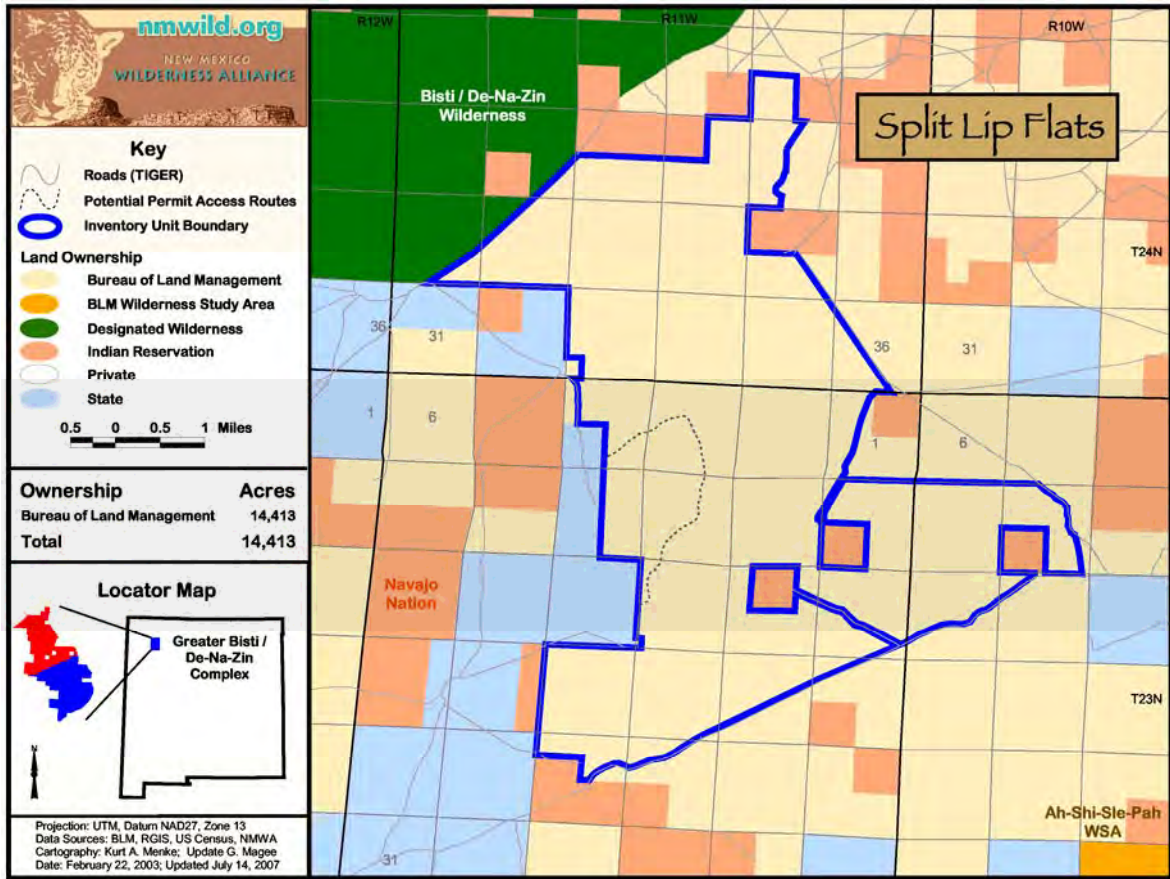 nmwild.org
NEW MEXICO
WILDERNESS ALLIANCE
Key
Roads (TIGER)
Potential Permit Access Routes
Inventory Unit Boundary
Land Ownership
Bureau of Land Management
BLM Wilderness Study Area
Designated Wilderness
Indian Reservation
Private
State
0.5 0 0.5 1 Miles
Ownership Acres
Bureau of Land Management 14,413
Total 14,413
Locator Map
Greater Bisti /
De-Na-Zin
Complex
N
Projection: UTM, Datum NAD27, Zone 13
Data Sources: BLM, RGIS, US Census, NMWA
Cartography: Kurt A. Menke; Update G. Magee
Date: February 22, 2003; Updated July 14, 2007
R12W
R11W
R10W
Bisti / De-Na-Zin
Wilderness
Split Lip Flats
T24N
36
31
36
31
1
6
1
6
Navajo
Nation
T23N
Ah-Shi-Sle-Pah
WSA
31